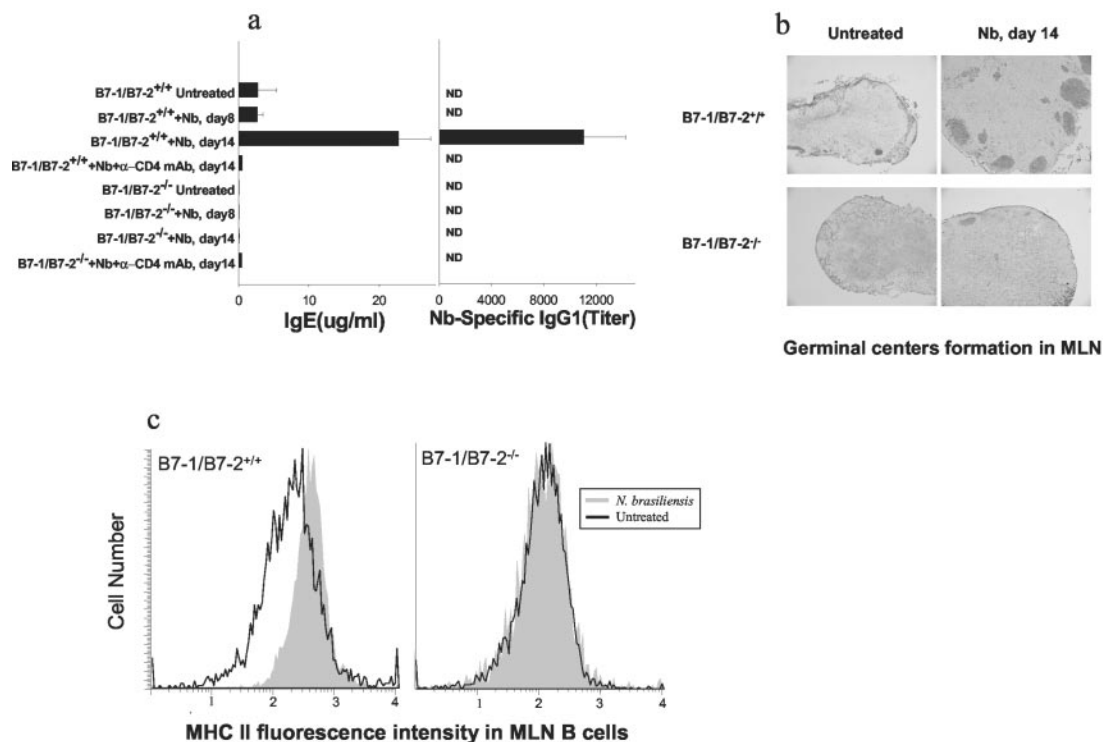 a
B7-1/B7-2+/+ Untreated
B7-1/B7-2+/+ +Nb, day8
B7-1/B7-2+/+ +Nb, day14
B7-1/B7-2+/+ +Nb+α–CD4 mAb, day14
B7-1/B7-2-/- Untreated
B7-1/B7-2-/- +Nb, day8
B7-1/B7-2-/- +Nb, day14
B7-1/B7-2-/- +Nb+α–CD4 mAb, day14
0 10 20
IgE(ug/ml)
ND
ND
ND
ND
ND
ND
ND
0 4000 8000 12000
Nb-Specific IgG1(Titer)
b
Untreated Nb, day 14
B7-1/B7-2+/+
B7-1/B7-2-/-
Germinal centers formation in MLN
c
B7-1/B7-2+/+
B7-1/B7-2-/-
N. brasiliensis
Untreated
Cell Number
1 2 3 4
1 2 3 4
MHC II fluorescence intensity in MLN B cells